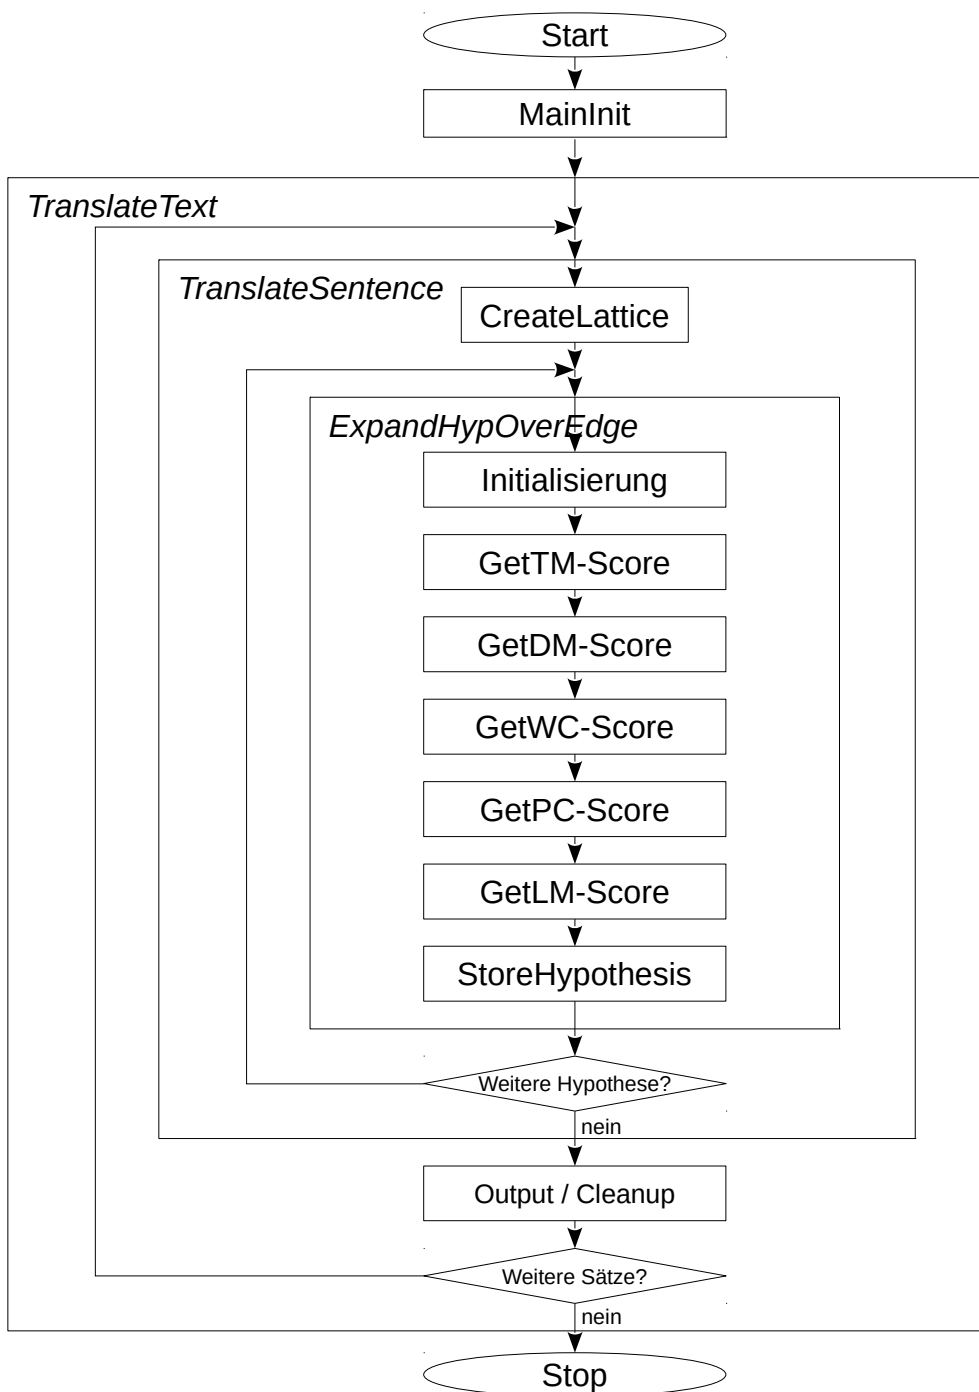 Start
MainInit
TranslateText
TranslateSentence
CreateLattice
ExpandHypOverEdge
Initialisierung
GetTM-Score
GetDM-Score
GetWC-Score
GetPC-Score
GetLM-Score
StoreHypothesis
Weitere Hypothese?
nein
Output / Cleanup
Weitere Sätze?
nein
Stop